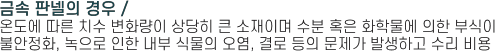 금속 판넬의 경우 /
온도에 따른 치수 변화량이 상당히 큰 소재이며 수분 혹은 화학물에 의한 부식이
불안정화, 녹으로 인한 내부 식물의 오염, 결로 등의 문제가 발생하고 수리 비용